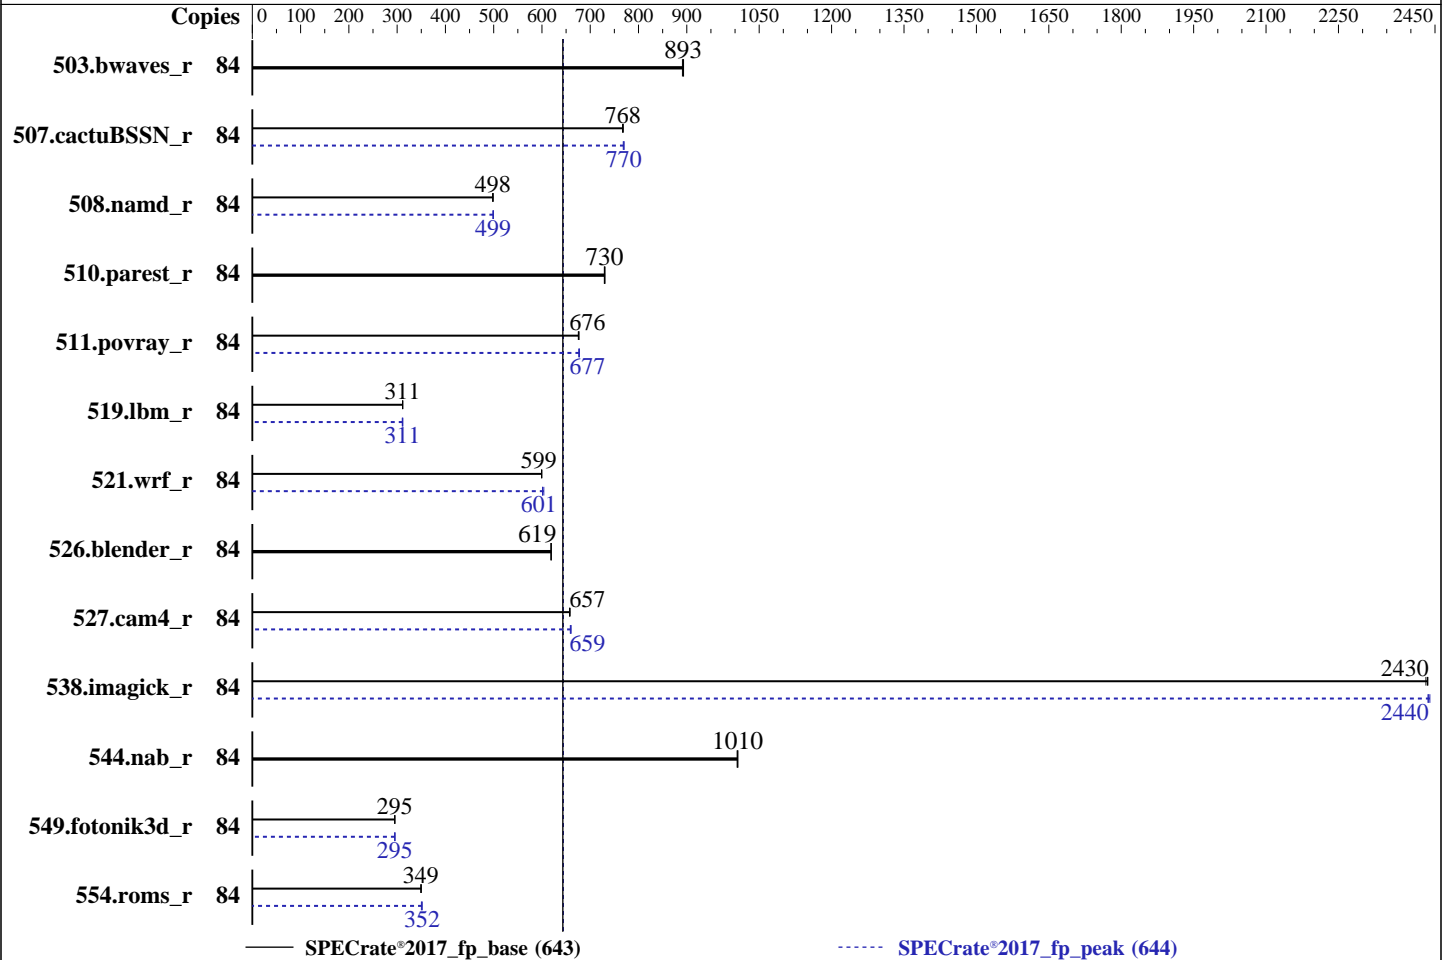 Copies 0 100 200 300 400 500 600 700 800 900 1050 1200 1350 1500 1650 1800 1950 2100 2250 2450
893
503.bwaves_r 84
768
507.cactuBSSN_r 84
770
498
508.namd_r 84
499
730
510.parest_r 84
676
511.povray_r 84
677
311
519.lbm_r 84
311
599
521.wrf_r 84
601
619
526.blender_r 84
657
527.cam4_r 84
659
2430
538.imagick_r 84
2440
1010
544.nab_r 84
295
549.fotonik3d_r 84
295
349
554.roms_r 84
352
SPECrate®2017_fp_base (643) SPECrate®2017_fp_peak (644)